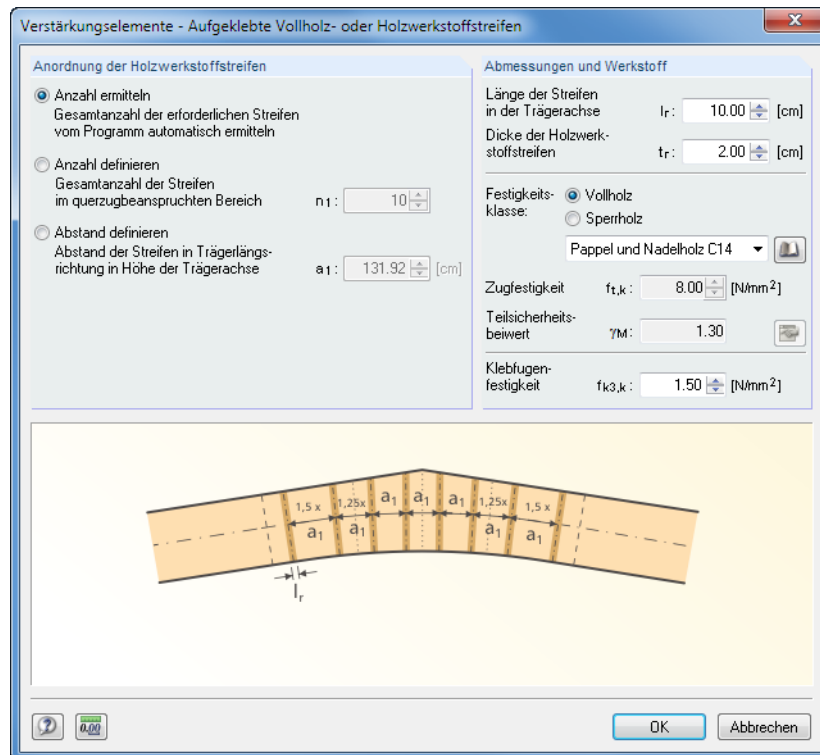 Verstärkungselemente - Aufgeklebte Vollholz- oder Holzwerkstoffstreifen
x
Anordnung der Holzwerkstoffstreifen
Anzahl ermitteln
Gesamtanzahl der erforderlichen Streifen
vom Programm automatisch ermitteln
Anzahl definieren
Gesamtanzahl der Streifen
im querzugbeanspruchten Bereich n1: 10
Abstand definieren
Abstand der Streifen in Trägerlängs-
richtung in Höhe der Trägerachse a1: 131.92 [cm]
Abmessungen und Werkstoff
Länge der Streifen
in der Trägerachse lr: 10.00 [cm]
Dicke der Holzwerk-
stoffstreifen tr: 2.00 [cm]
Festigkeits- Vollholz
klasse: Sperrholz
Pappel und Nadelholz C14
Zugfestigkeit ft,k: 8.00 [N/mm²]
Teilsicherheits-
beiwert γM: 1.30
Klebfugen-
festigkeit fk3,k: 1.50 [N/mm²]
1,5 x 1,25x a1 a1 a1 1,25x 1,5 x
a1 a1 a1 a1
lr
0.00
OK Abbrechen